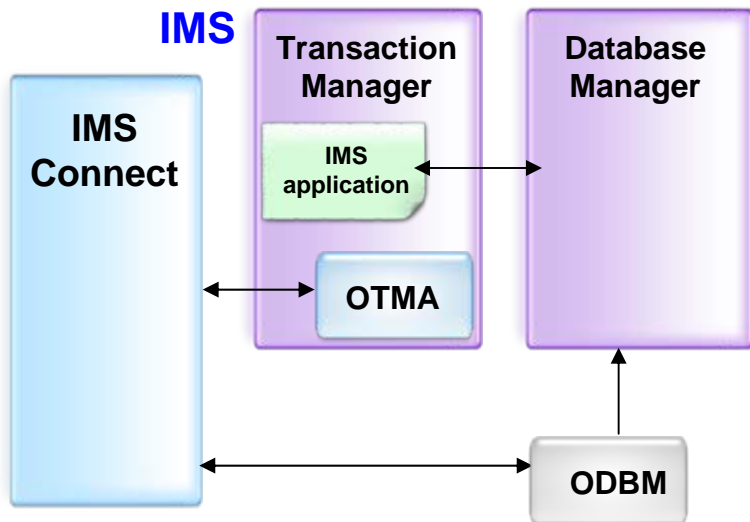 IMS
Transaction
Manager
Database
Manager
IMS
Connect
IMS
application
OTMA
ODBM